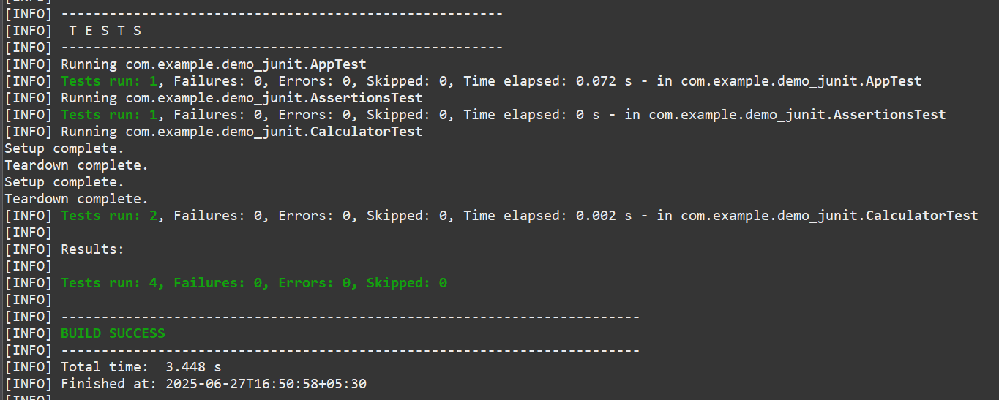 [INFO]
[INFO] -------------------------------------------------------
[INFO]  T E S T S
[INFO] -------------------------------------------------------
[INFO] Running com.example.demo_junit.AppTest
[INFO] Tests run: 1, Failures: 0, Errors: 0, Skipped: 0, Time elapsed: 0.072 s - in com.example.demo_junit.AppTest
[INFO] Running com.example.demo_junit.AssertionsTest
[INFO] Tests run: 1, Failures: 0, Errors: 0, Skipped: 0, Time elapsed: 0 s - in com.example.demo_junit.AssertionsTest
[INFO] Running com.example.demo_junit.CalculatorTest
Setup complete.
Teardown complete.
Setup complete.
Teardown complete.
[INFO] Tests run: 2, Failures: 0, Errors: 0, Skipped: 0, Time elapsed: 0.002 s - in com.example.demo_junit.CalculatorTest
[INFO]
[INFO] Results:
[INFO]
[INFO] Tests run: 4, Failures: 0, Errors: 0, Skipped: 0
[INFO]
[INFO] ------------------------------------------------------------------------
[INFO] BUILD SUCCESS
[INFO] ------------------------------------------------------------------------
[INFO] Total time:  3.448 s
[INFO] Finished at: 2025-06-27T16:50:58+05:30
[INFO]